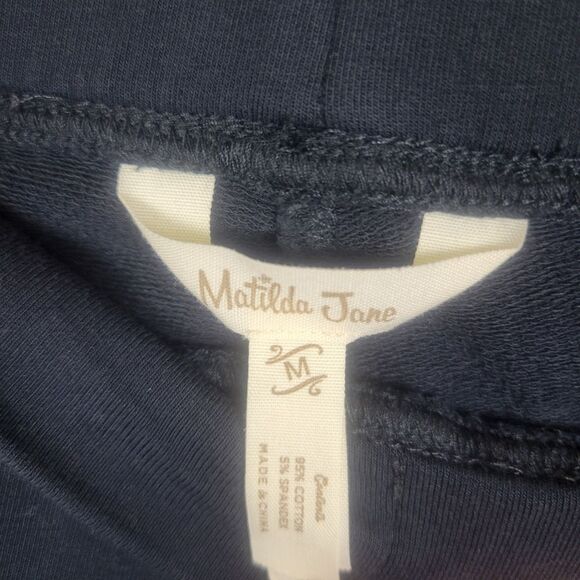 Matilda Jane
M
Content
95% COTTON
5% SPANDEX
MADE in CHINA